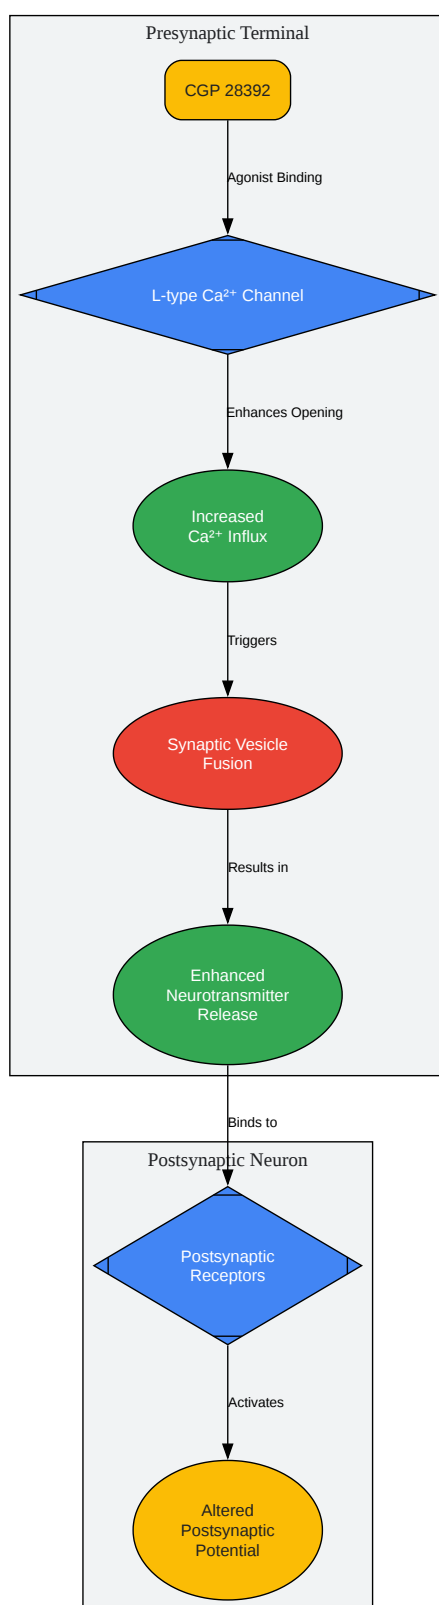 Presynaptic Terminal
CGP 28392
Agonist Binding
L-type Ca²⁺ Channel
Enhances Opening
Increased
Ca²⁺ Influx
Triggers
Synaptic Vesicle
Fusion
Results in
Enhanced
Neurotransmitter
Release
Binds to
Postsynaptic Neuron
Postsynaptic
Receptors
Activates
Altered
Postsynaptic
Potential